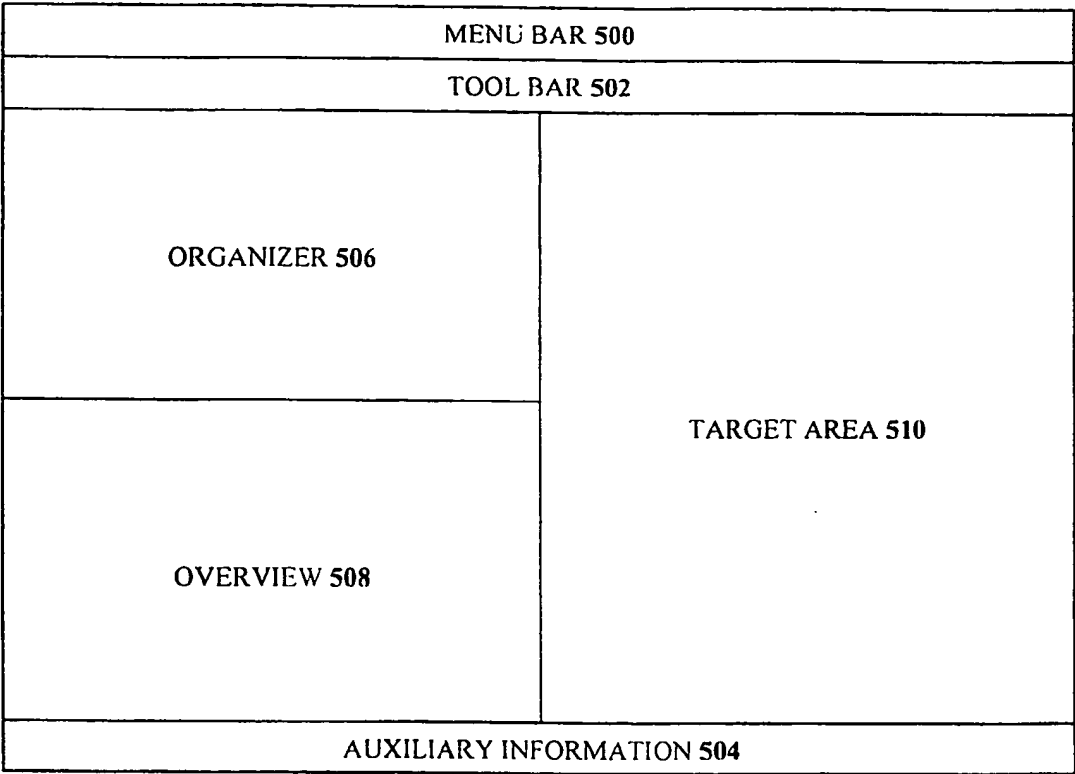 MENU BAR 500
TOOL BAR 502
ORGANIZER 506
TARGET AREA 510
OVERVIEW 508
AUXILIARY INFORMATION 504